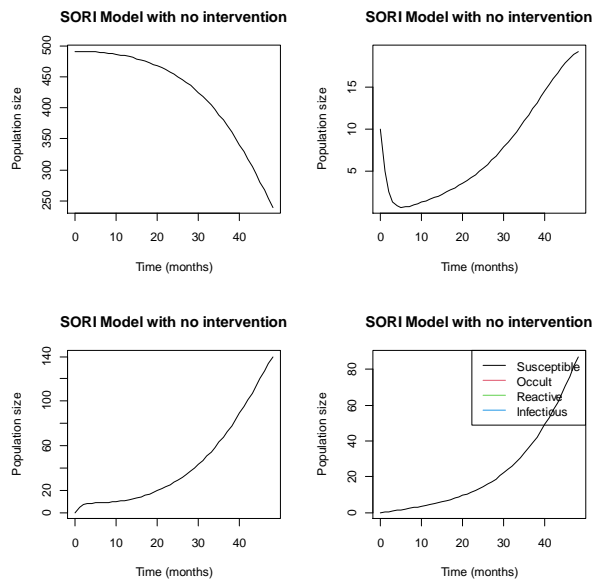 SORI Model with no intervention
Population size
500
450
400
350
300
250
0 10 20 30 40
Time (months)
SORI Model with no intervention
Population size
15
10
5
0 10 20 30 40
Time (months)
SORI Model with no intervention
Population size
140
100
60
20
0
0 10 20 30 40
Time (months)
SORI Model with no intervention
Population size
80
60
40
20
0
Susceptible
Occult
Reactive
Infectious
0 10 20 30 40
Time (months)